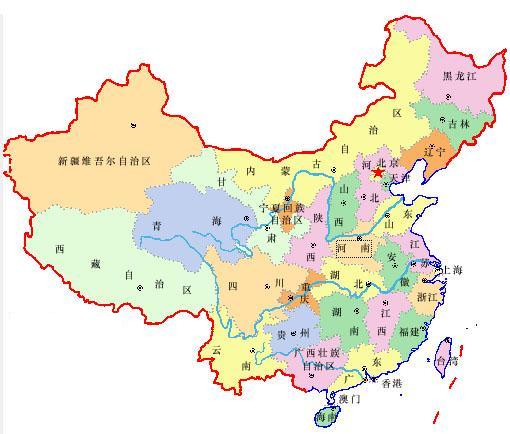 黑龙江
吉林
辽宁
内蒙古自治区
新疆维吾尔自治区
甘肃
北京
天津
河北
山西
山东
宁夏回族
自治区
青海
陕西
河南
江苏
安徽
上海
西藏自治区
四川
重庆
湖北
浙江
湖南
江西
贵州
福建
云南
广西壮族
自治区
广东
台湾
香港
澳门
海南